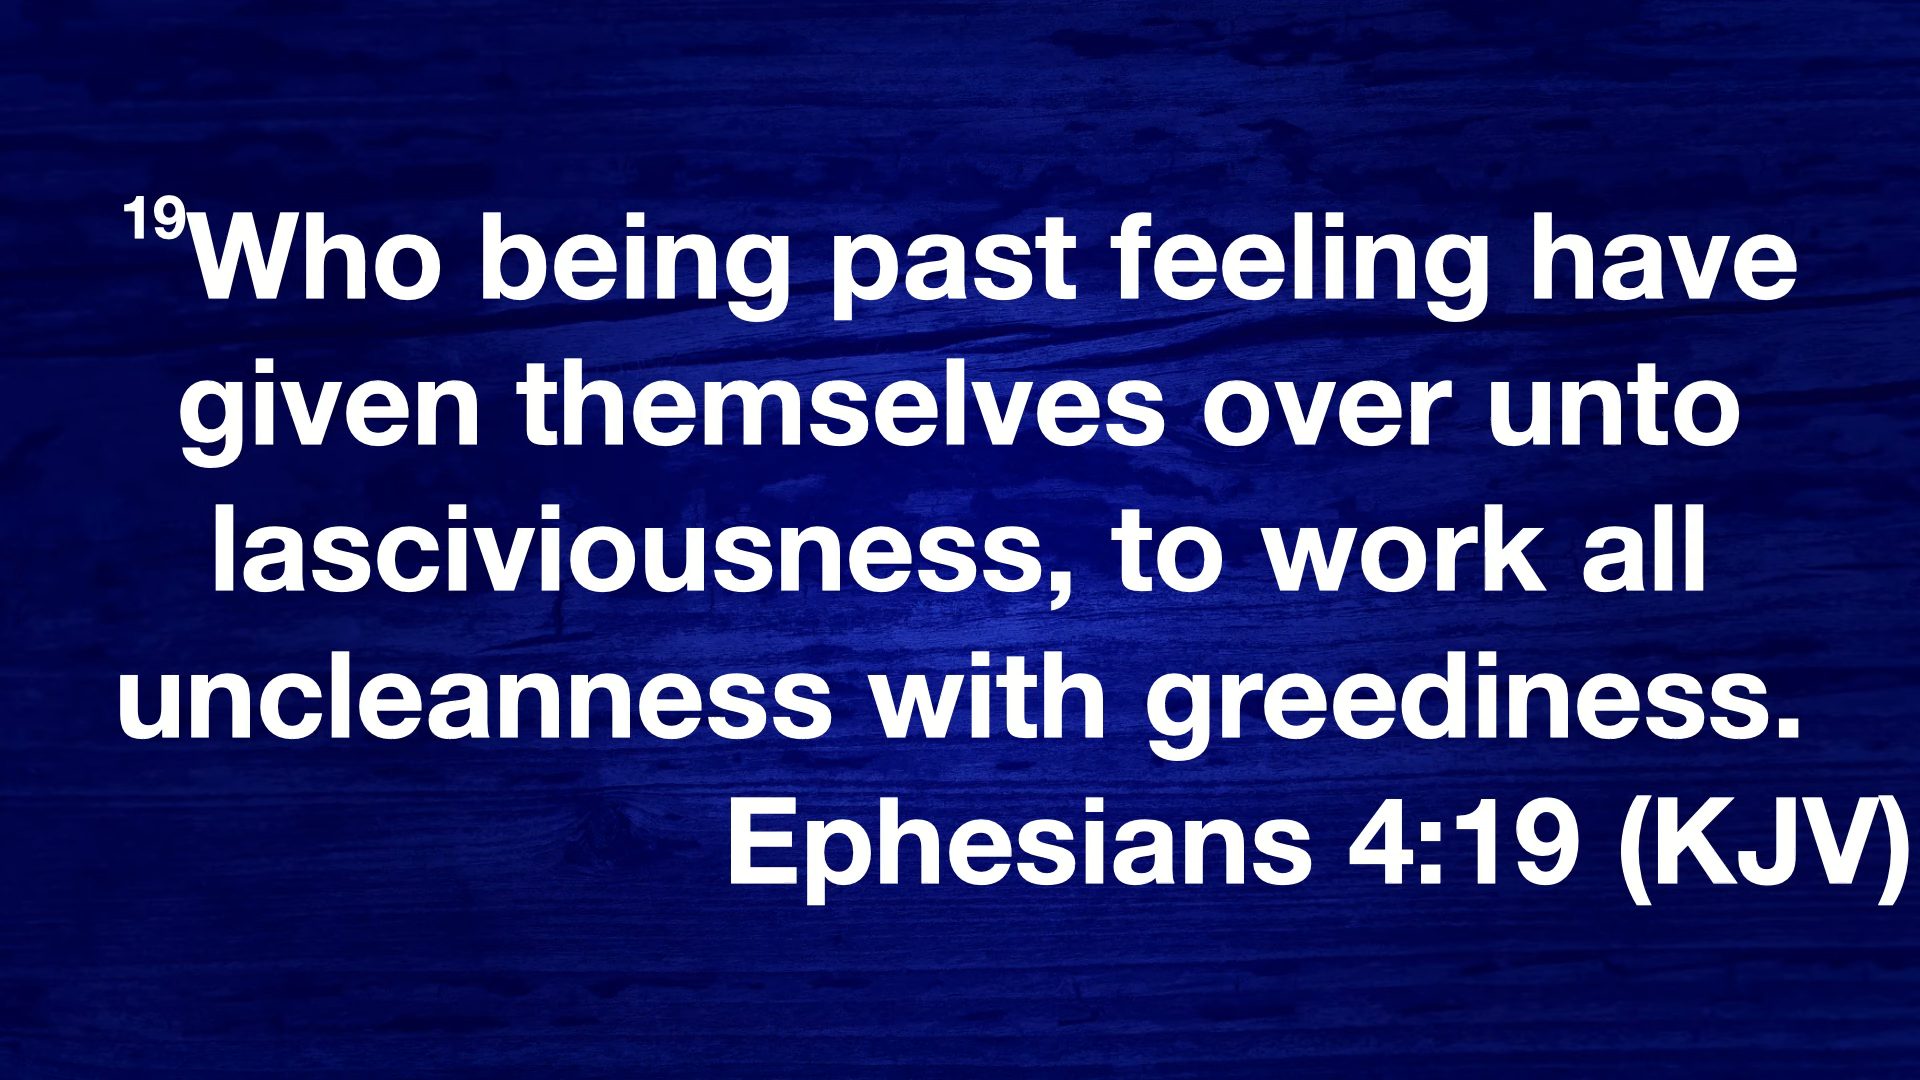 19Who being past feeling have
given themselves over unto
lasciviousness, to work all
uncleanness with greediness.
Ephesians 4:19 (KJV)